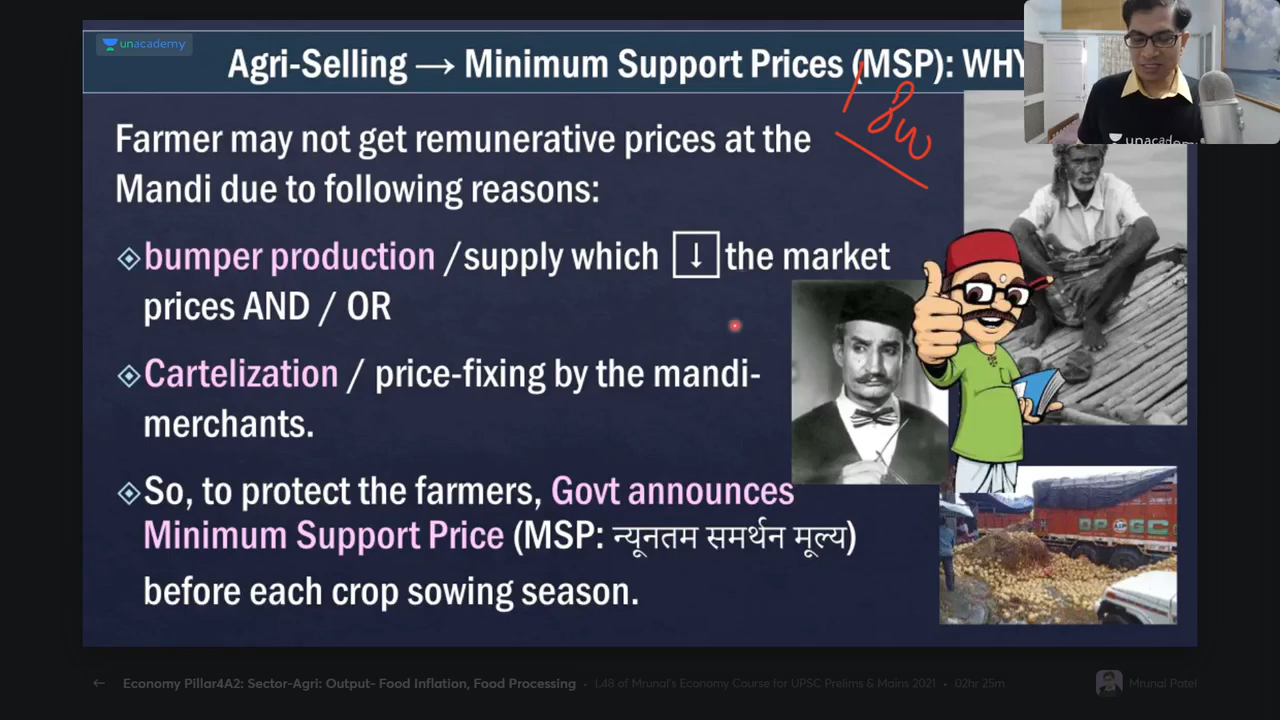 unacademy
Agri-Selling → Minimum Support Prices (MSP): WHY
1800
Farmer may not get remunerative prices at the
Mandi due to following reasons:
bumper production /supply which ↓ the market
prices AND / OR
Cartelization / price-fixing by the mandi-
merchants.
So, to protect the farmers, Govt announces
Minimum Support Price (MSP: न्यूनतम समर्थन मूल्य)
before each crop sowing season.
unacademy
← Economy Pillar4A2: Sector-Agri: Output- Food Inflation, Food Processing • L48 of Mrunal's Economy Course for UPSC Prelims & Mains 2021 • 02hr 25m
Mrunal Patel